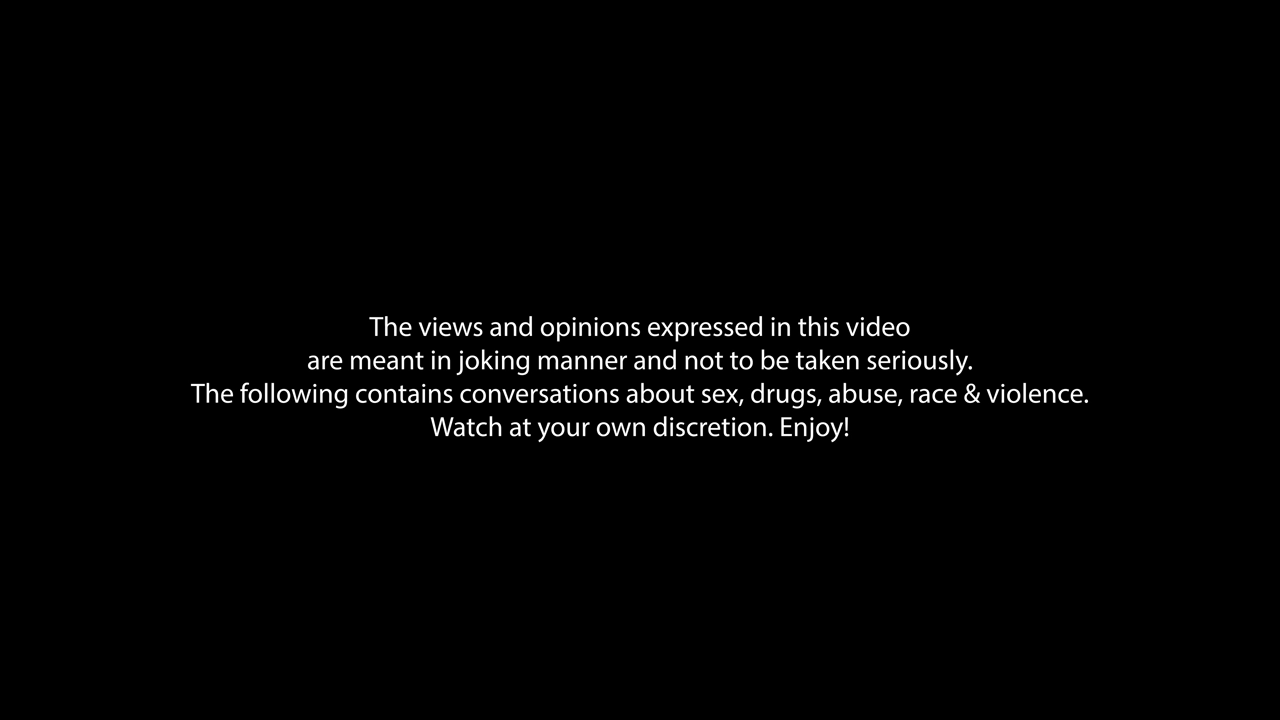 The views and opinions expressed in this video
are meant in joking manner and not to be taken seriously.
The following contains conversations about sex, drugs, abuse, race & violence.
Watch at your own discretion. Enjoy!